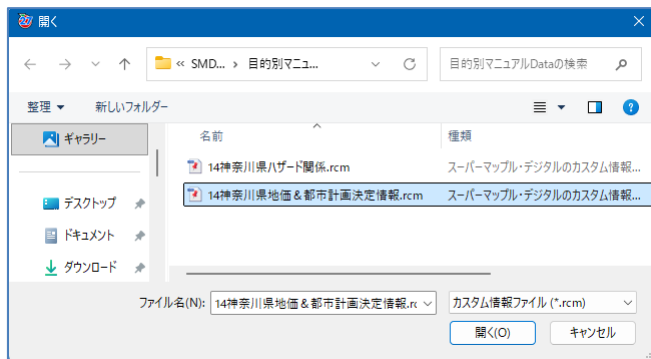 開く
« SMD... › 目的別マニュ...
目的別マニュアルDataの検索
整理
新しいフォルダー
ギャラリー
デスクトップ
ドキュメント
ダウンロード
名前
種類
14神奈川県ハザード関係.rcm
スーパーマップル・デジタルのカスタム情報...
14神奈川県地価&都市計画決定情報.rcm
スーパーマップル・デジタルのカスタム情報...
ファイル名(N):
14神奈川県地価&都市計画決定情報.rc
カスタム情報ファイル (*.rcm)
開く(O)
キャンセル